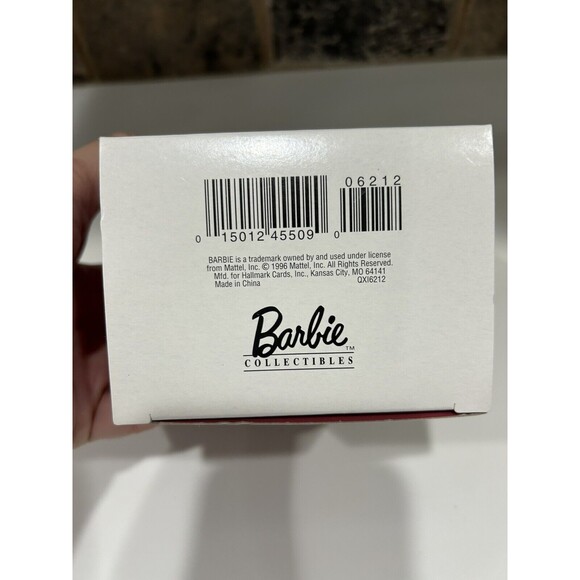 06212
0 15012 45509 0
BARBIE is a trademark owned by and used under license
from Mattel, Inc. © 1996 Mattel, Inc. All Rights Reserved.
Mfd. for Hallmark Cards, Inc., Kansas City, MO 64141
Made in China QXI6212
Barbie™
COLLECTIBLES